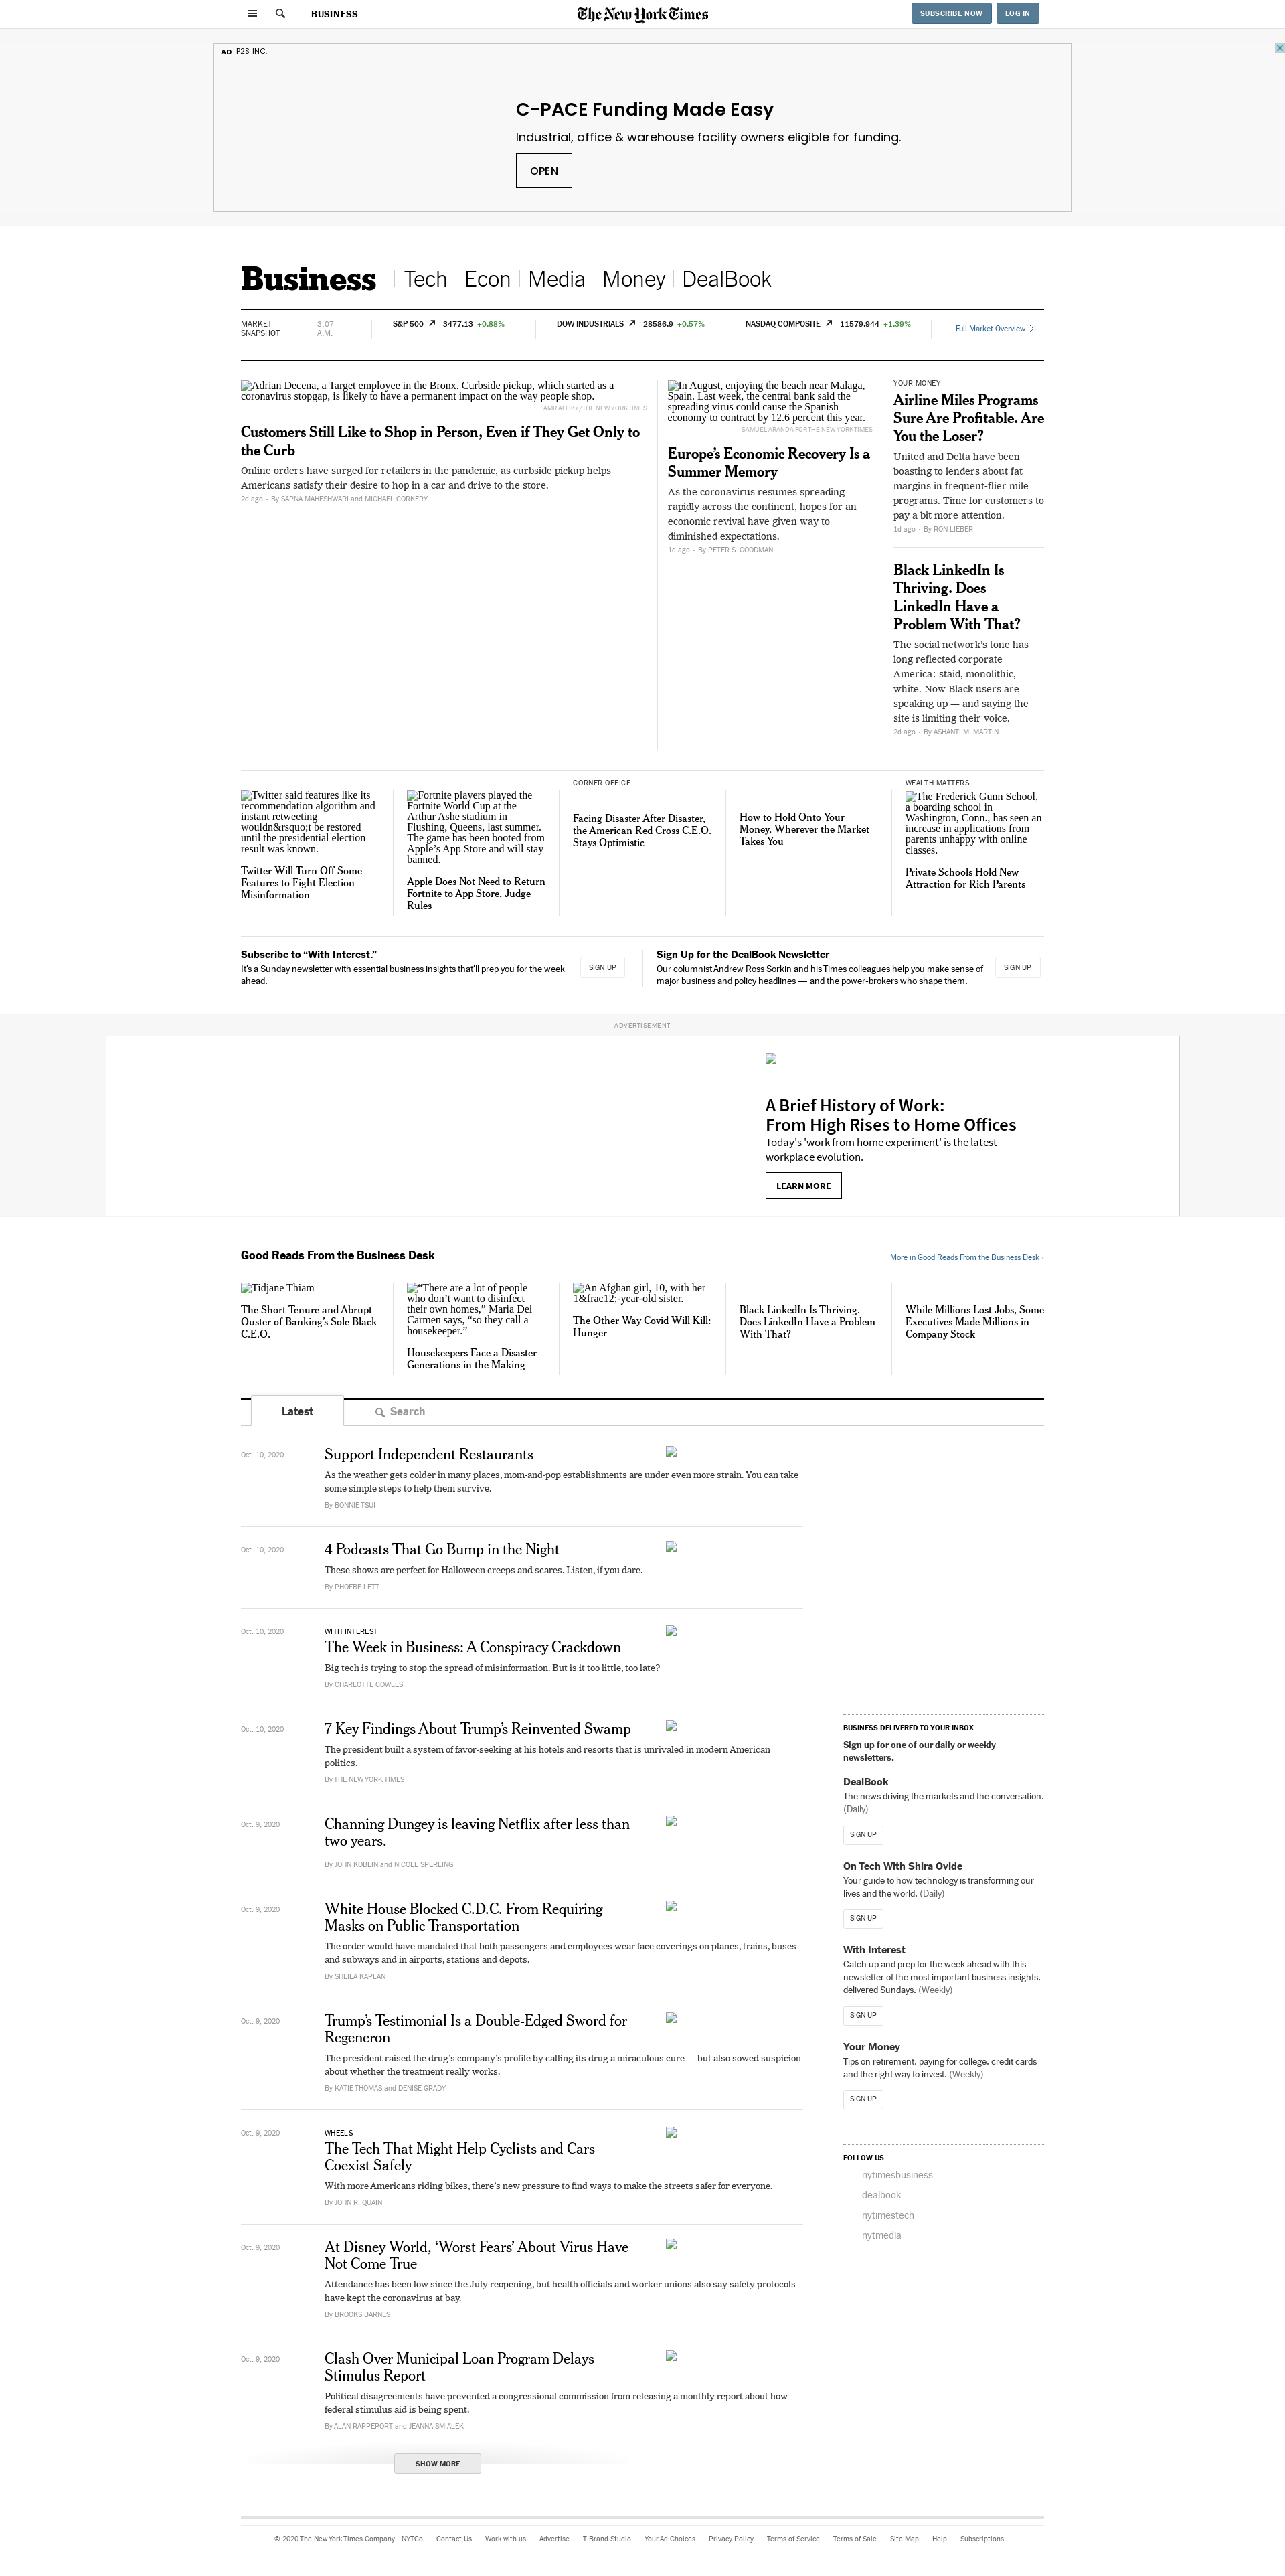 BUSINESS
The New York Times
SUBSCRIBE NOW
LOG IN
AD P2S INC.
C-PACE Funding Made Easy
Industrial, office & warehouse facility owners eligible for funding.
OPEN
Business
Tech
Econ
Media
Money
DealBook
MARKET
SNAPSHOT
3:07
A.M.
S&P 500 3477.13 +0.88%
DOW INDUSTRIALS 28586.9 +0.57%
NASDAQ COMPOSITE 11579.944 +1.39%
Full Market Overview
Adrian Decena, a Target employee in the Bronx. Curbside pickup, which started as a
coronavirus stopgap, is likely to have a permanent impact on the way people shop.
AMR ALFIKY/THE NEW YORK TIMES
Customers Still Like to Shop in Person, Even if They Get Only to
the Curb
Online orders have surged for retailers in the pandemic, as curbside pickup helps
Americans satisfy their desire to hop in a car and drive to the store.
2d ago • By SAPNA MAHESHWARI and MICHAEL CORKERY
In August, enjoying the beach near Malaga,
Spain. Last week, the central bank said the
spreading virus could cause the Spanish
economy to contract by 12.6 percent this year.
SAMUEL ARANDA FOR THE NEW YORK TIMES
Europe’s Economic Recovery Is a
Summer Memory
As the coronavirus resumes spreading
rapidly across the continent, hopes for an
economic revival have given way to
diminished expectations.
1d ago • By PETER S. GOODMAN
YOUR MONEY
Airline Miles Programs
Sure Are Profitable. Are
You the Loser?
United and Delta have been
boasting to lenders about fat
margins in frequent-flier mile
programs. Time for customers to
pay a bit more attention.
1d ago • By RON LIEBER
Black LinkedIn Is
Thriving. Does
LinkedIn Have a
Problem With That?
The social network’s tone has
long reflected corporate
America: staid, monolithic,
white. Now Black users are
speaking up — and saying the
site is limiting their voice.
2d ago • By ASHANTI M. MARTIN
Twitter said features like its
recommendation algorithm and
instant retweeting
wouldn&rsquo;t be restored
until the presidential election
result was known.
Twitter Will Turn Off Some
Features to Fight Election
Misinformation
Fortnite players played the
Fortnite World Cup at the
Arthur Ashe stadium in
Flushing, Queens, last summer.
The game has been booted from
Apple’s App Store and will stay
banned.
Apple Does Not Need to Return
Fortnite to App Store, Judge
Rules
CORNER OFFICE
Facing Disaster After Disaster,
the American Red Cross C.E.O.
Stays Optimistic
How to Hold Onto Your
Money, Wherever the Market
Takes You
WEALTH MATTERS
The Frederick Gunn School,
a boarding school in
Washington, Conn., has seen an
increase in applications from
parents unhappy with online
classes.
Private Schools Hold New
Attraction for Rich Parents
Subscribe to “With Interest.”
It’s a Sunday newsletter with essential business insights that’ll prep you for the week
ahead.
SIGN UP
Sign Up for the DealBook Newsletter
Our columnist Andrew Ross Sorkin and his Times colleagues help you make sense of
major business and policy headlines — and the power-brokers who shape them.
SIGN UP
ADVERTISEMENT
A Brief History of Work:
From High Rises to Home Offices
Today's 'work from home experiment' is the latest
workplace evolution.
LEARN MORE
Good Reads From the Business Desk
More in Good Reads From the Business Desk ›
Tidjane Thiam
The Short Tenure and Abrupt
Ouster of Banking’s Sole Black
C.E.O.
“There are a lot of people
who don’t want to disinfect
their own homes,” Maria Del
Carmen says, “so they call a
housekeeper.”
Housekeepers Face a Disaster
Generations in the Making
An Afghan girl, 10, with her
1&frac12;-year-old sister.
The Other Way Covid Will Kill:
Hunger
Black LinkedIn Is Thriving.
Does LinkedIn Have a Problem
With That?
While Millions Lost Jobs, Some
Executives Made Millions in
Company Stock
Latest
Search
Oct. 10, 2020
Support Independent Restaurants
As the weather gets colder in many places, mom-and-pop establishments are under even more strain. You can take
some simple steps to help them survive.
By BONNIE TSUI
Oct. 10, 2020
4 Podcasts That Go Bump in the Night
These shows are perfect for Halloween creeps and scares. Listen, if you dare.
By PHOEBE LETT
Oct. 10, 2020
WITH INTEREST
The Week in Business: A Conspiracy Crackdown
Big tech is trying to stop the spread of misinformation. But is it too little, too late?
By CHARLOTTE COWLES
Oct. 10, 2020
7 Key Findings About Trump’s Reinvented Swamp
The president built a system of favor-seeking at his hotels and resorts that is unrivaled in modern American
politics.
By THE NEW YORK TIMES
Oct. 9, 2020
Channing Dungey is leaving Netflix after less than
two years.
By JOHN KOBLIN and NICOLE SPERLING
Oct. 9, 2020
White House Blocked C.D.C. From Requiring
Masks on Public Transportation
The order would have mandated that both passengers and employees wear face coverings on planes, trains, buses
and subways and in airports, stations and depots.
By SHEILA KAPLAN
Oct. 9, 2020
Trump’s Testimonial Is a Double-Edged Sword for
Regeneron
The president raised the drug’s company’s profile by calling its drug a miraculous cure — but also sowed suspicion
about whether the treatment really works.
By KATIE THOMAS and DENISE GRADY
Oct. 9, 2020
WHEELS
The Tech That Might Help Cyclists and Cars
Coexist Safely
With more Americans riding bikes, there’s new pressure to find ways to make the streets safer for everyone.
By JOHN R. QUAIN
Oct. 9, 2020
At Disney World, ‘Worst Fears’ About Virus Have
Not Come True
Attendance has been low since the July reopening, but health officials and worker unions also say safety protocols
have kept the coronavirus at bay.
By BROOKS BARNES
Oct. 9, 2020
Clash Over Municipal Loan Program Delays
Stimulus Report
Political disagreements have prevented a congressional commission from releasing a monthly report about how
federal stimulus aid is being spent.
By ALAN RAPPEPORT and JEANNA SMIALEK
SHOW MORE
BUSINESS DELIVERED TO YOUR INBOX
Sign up for one of our daily or weekly
newsletters.
DealBook
The news driving the markets and the conversation.
(Daily)
SIGN UP
On Tech With Shira Ovide
Your guide to how technology is transforming our
lives and the world. (Daily)
SIGN UP
With Interest
Catch up and prep for the week ahead with this
newsletter of the most important business insights,
delivered Sundays. (Weekly)
SIGN UP
Your Money
Tips on retirement, paying for college, credit cards
and the right way to invest. (Weekly)
SIGN UP
FOLLOW US
nytimesbusiness
dealbook
nytimestech
nytmedia
© 2020 The New York Times Company NYTCo Contact Us Work with us Advertise T Brand Studio Your Ad Choices Privacy Policy Terms of Service Terms of Sale Site Map Help Subscriptions